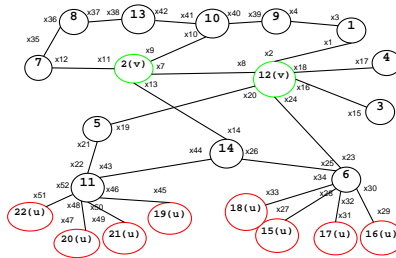 x36 8 x37 x38 13 x42 x41 10 x40 x39 9 x4 x3 1
x35 x9 x10 x2 x1
7 x12 x11 2(v) x7 x8 12(v) x18 x17 4
x13 x20 x24 x16 x15 3
5 x19 x14
x21 x44 14 x26 x23
x22 x43 x25 6
x51 x52 11 x46 x45 x34 x28 x30
22(u) x48 x50 19(u) 18(u) x33 x27 x32 x29
x47 x49 x31
20(u) 21(u) 15(u) 17(u) 16(u)